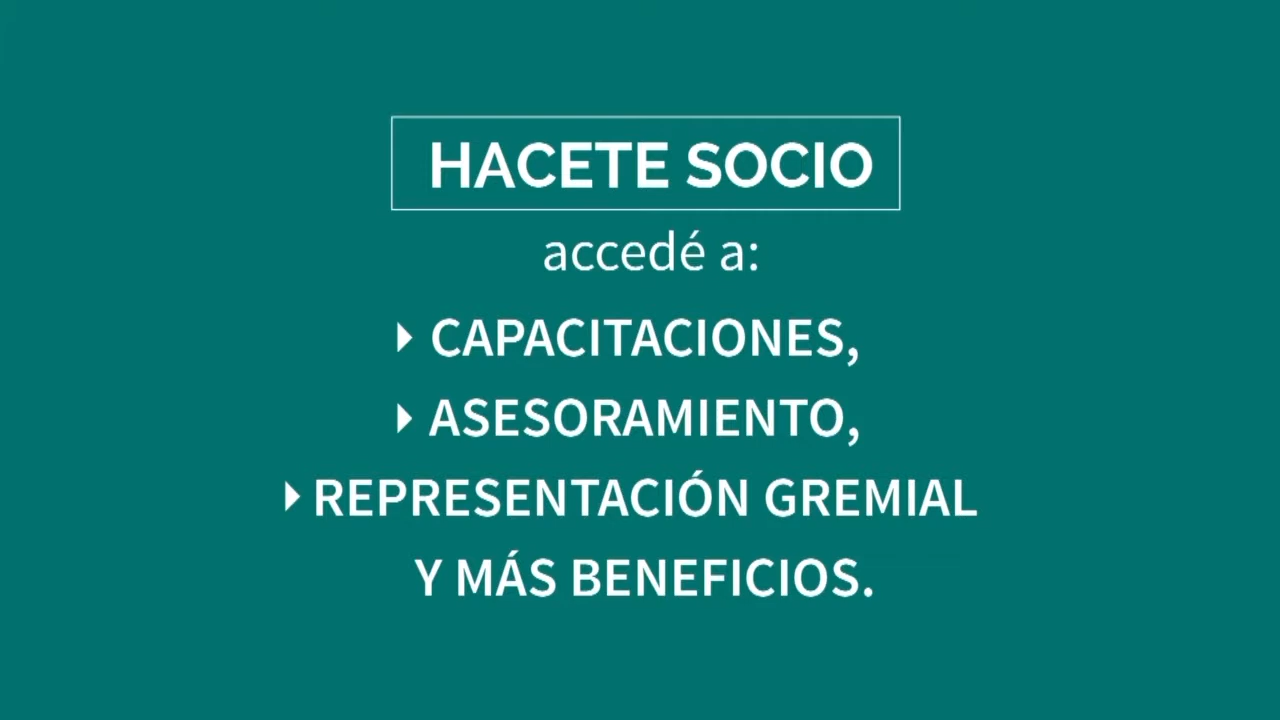 HACETE SOCIO
accedé a:
CAPACITACIONES,
ASESORAMIENTO,
REPRESENTACIÓN GREMIAL
Y MÁS BENEFICIOS.